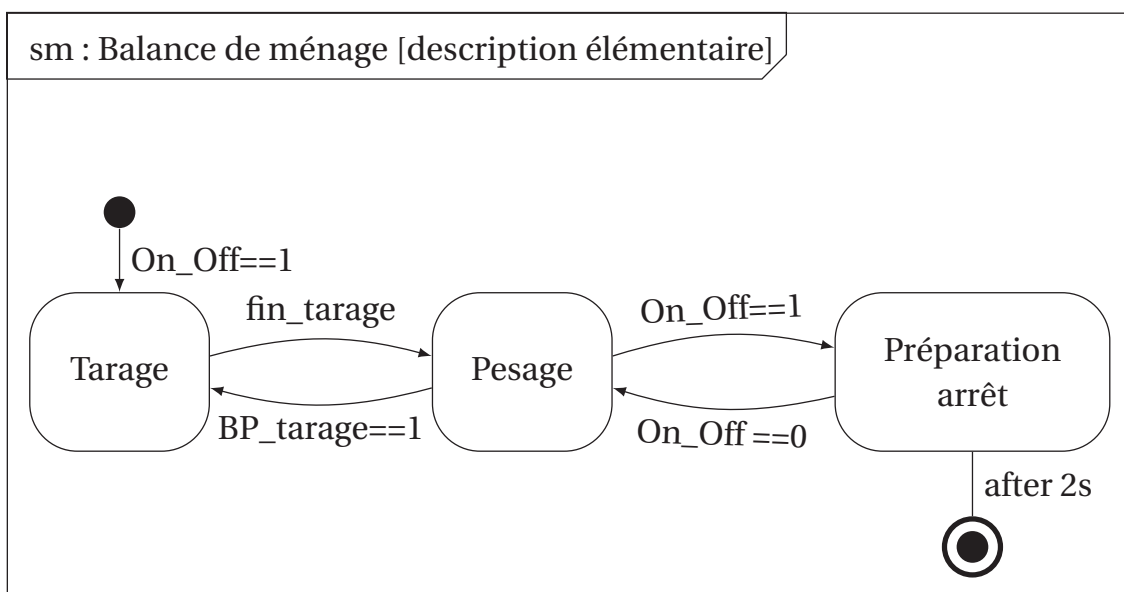 sm : Balance de ménage [description élémentaire]
On_Off==1
fin_tarage
On_Off==1
Tarage
Pesage
Préparation
arrêt
BP_tarage==1
On_Off ==0
after 2s